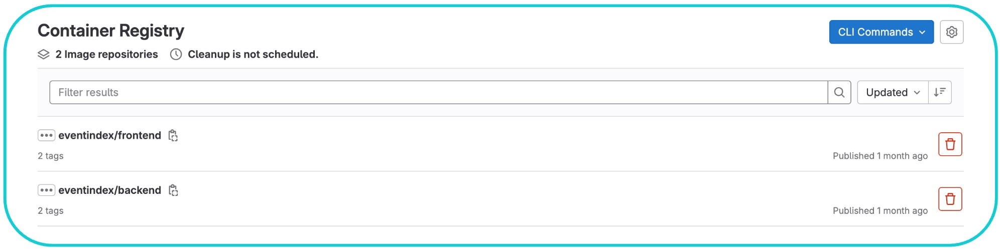 Container Registry
CLI Commands
2 Image repositories
Cleanup is not scheduled.
Filter results
Updated
eventindex/frontend
2 tags
Published 1 month ago
eventindex/backend
2 tags
Published 1 month ago